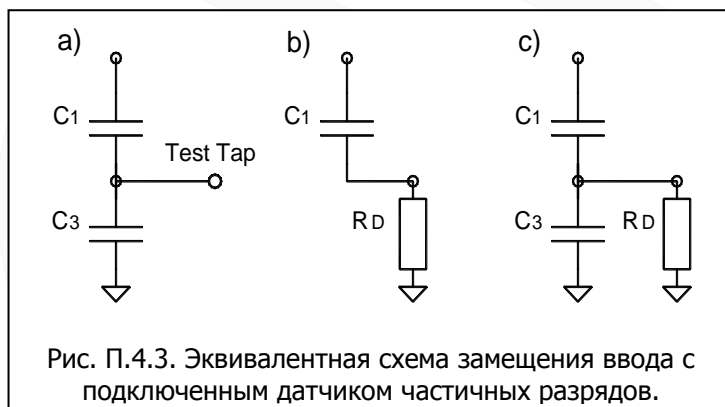 a)
b)
c)
C1
C1
C1
Test Tap
C3
RD
C3
RD
Рис. П.4.3. Эквивалентная схема замещения ввода с
подключенным датчиком частичных разрядов.